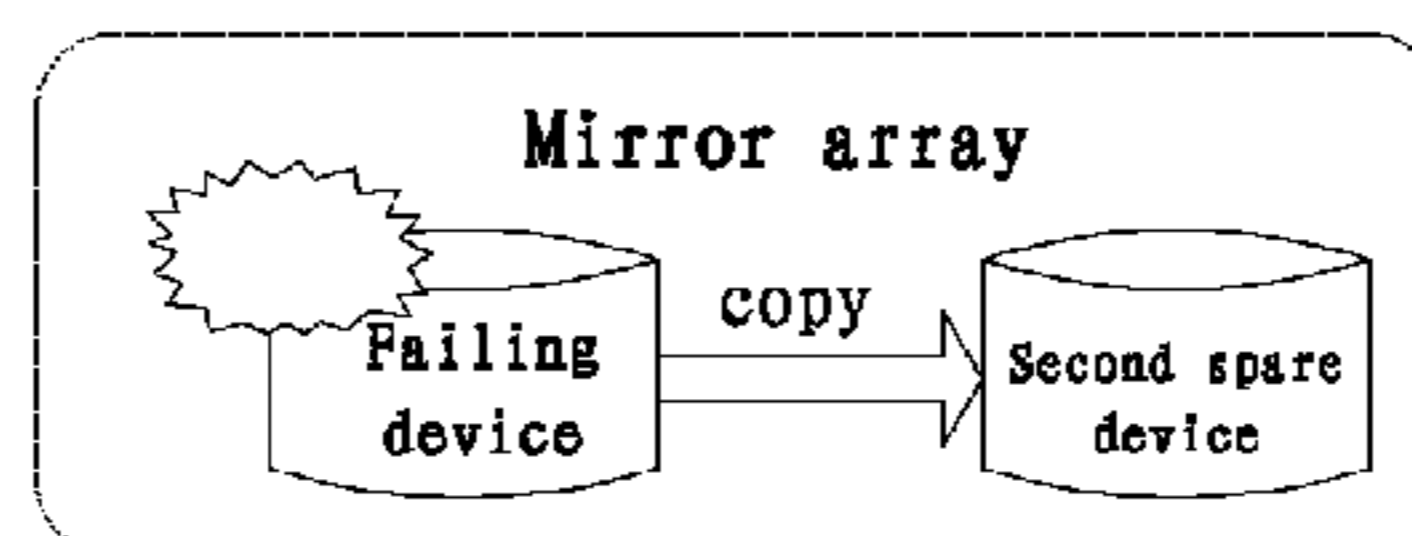 Mirror array
copy
Failing
device
Second spare
device